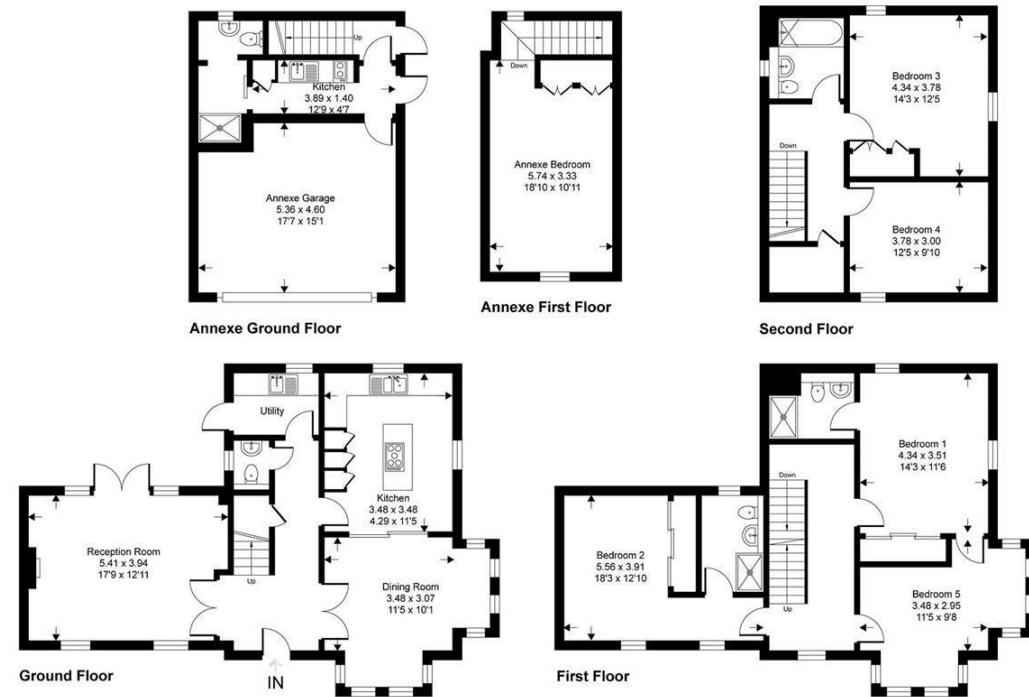 Up
Kitchen
3.89 x 1.40
12'9 x 4'7
Annexe Garage
5.36 x 4.60
17'7 x 15'1
Annexe Ground Floor
Down
Annexe Bedroom
5.74 x 3.33
18'10 x 10'11
Annexe First Floor
Bedroom 3
4.34 x 3.78
14'3 x 12'5
Down
Bedroom 4
3.78 x 3.00
12'5 x 9'10
Second Floor
Utility
Kitchen
3.48 x 3.48
4.29 x 11'5
Reception Room
5.41 x 3.94
17'9 x 12'11
Up
Dining Room
3.48 x 3.07
11'5 x 10'1
Ground Floor
IN
Bedroom 1
4.34 x 3.51
14'3 x 11'6
Down
Bedroom 2
5.56 x 3.91
18'3 x 12'10
Up
Bedroom 5
3.48 x 2.95
11'5 x 9'8
First Floor